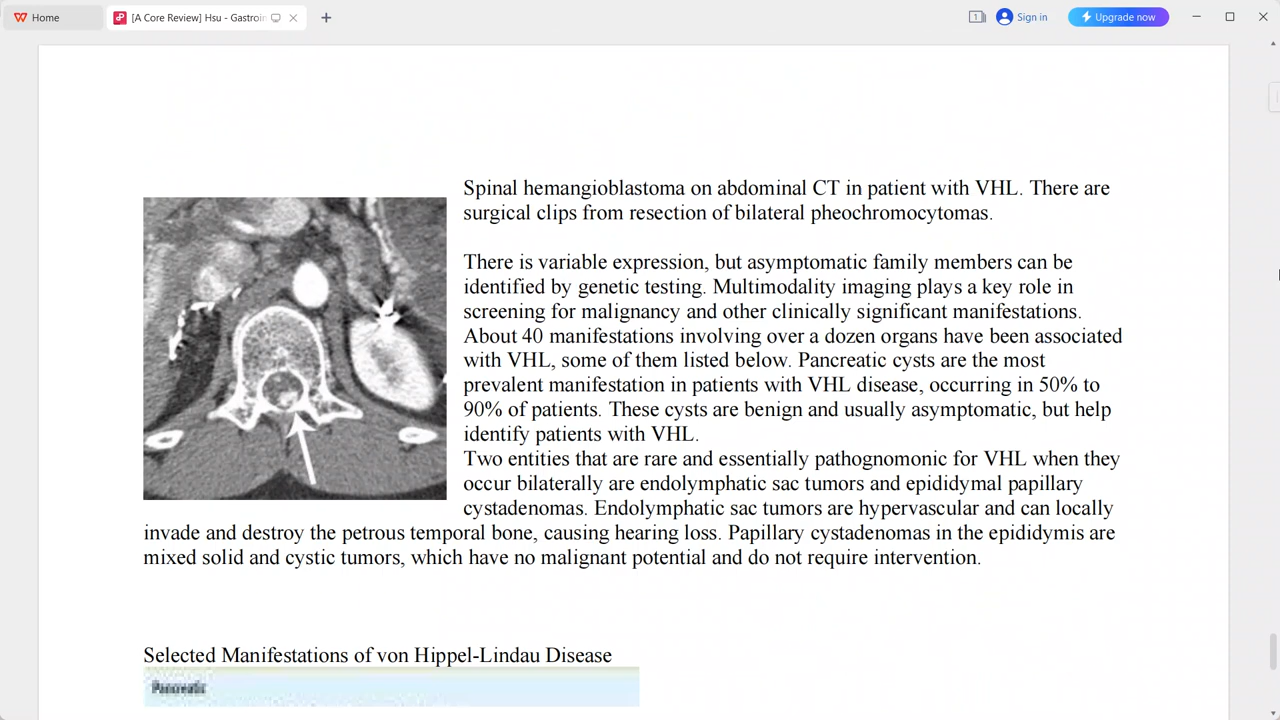 Home
[A Core Review] Hsu - Gastroin
1
Sign in
Upgrade now
Spinal hemangioblastoma on abdominal CT in patient with VHL. There are
surgical clips from resection of bilateral pheochromocytomas.
There is variable expression, but asymptomatic family members can be
identified by genetic testing. Multimodality imaging plays a key role in
screening for malignancy and other clinically significant manifestations.
About 40 manifestations involving over a dozen organs have been associated
with VHL, some of them listed below. Pancreatic cysts are the most
prevalent manifestation in patients with VHL disease, occurring in 50% to
90% of patients. These cysts are benign and usually asymptomatic, but help
identify patients with VHL.
Two entities that are rare and essentially pathognomonic for VHL when they
occur bilaterally are endolymphatic sac tumors and epididymal papillary
cystadenomas. Endolymphatic sac tumors are hypervascular and can locally
invade and destroy the petrous temporal bone, causing hearing loss. Papillary cystadenomas in the epididymis are
mixed solid and cystic tumors, which have no malignant potential and do not require intervention.
Selected Manifestations of von Hippel-Lindau Disease
Pancreatic